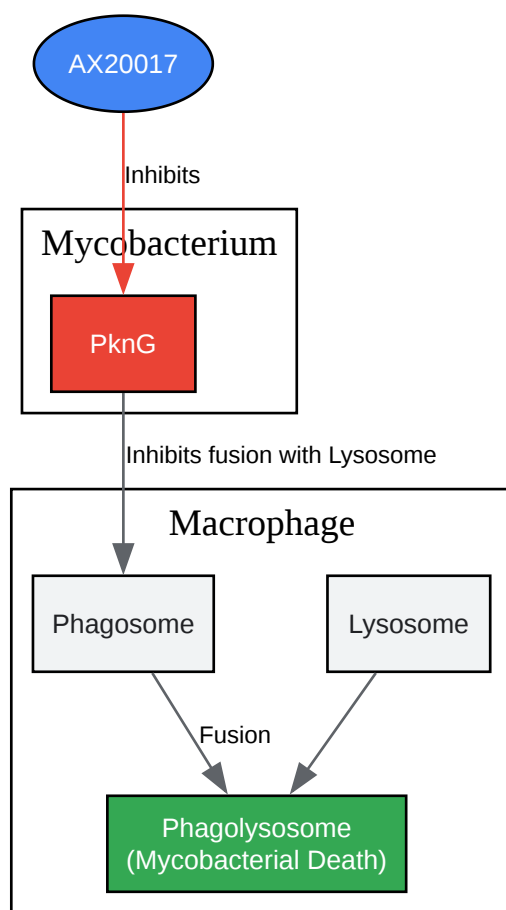 AX20017
Inhibits
Mycobacterium
PknG
Inhibits fusion with Lysosome
Macrophage
Phagosome
Lysosome
Fusion
Phagolysosome
(Mycobacterial Death)